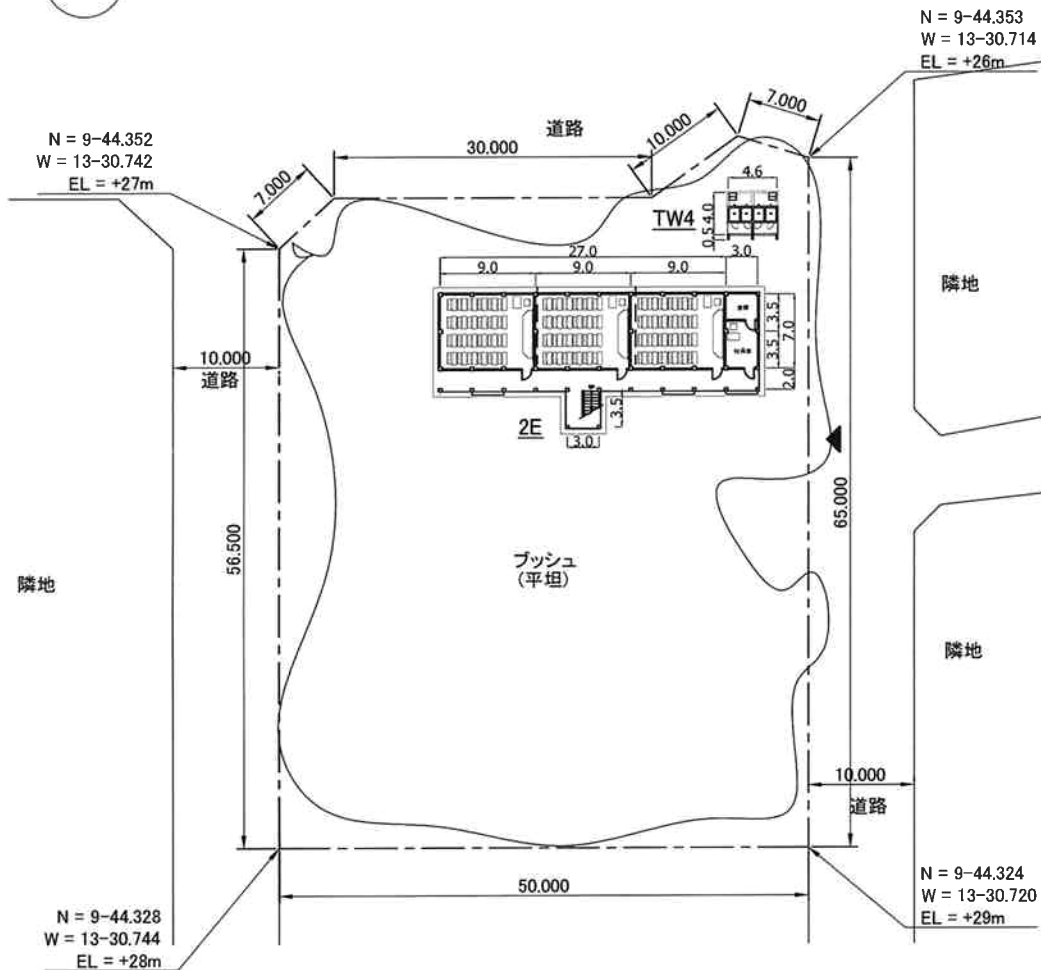 N = 9-44.353
W = 13-30.714
EL = +26m
N = 9-44.352
W = 13-30.742
EL = +27m
道路
7.000
30.000
10.000
7.000
TW4
4.6
4.0
0.5
27.0
3.0
9.0
9.0
9.0
3.5
3.5
7.0
2.0
3.5
3.0
2E
隣地
10.000
道路
56.500
65.000
ブッシュ
(平坦)
隣地
隣地
10.000
道路
50.000
N = 9-44.328
W = 13-30.744
EL = +28m
N = 9-44.324
W = 13-30.720
EL = +29m